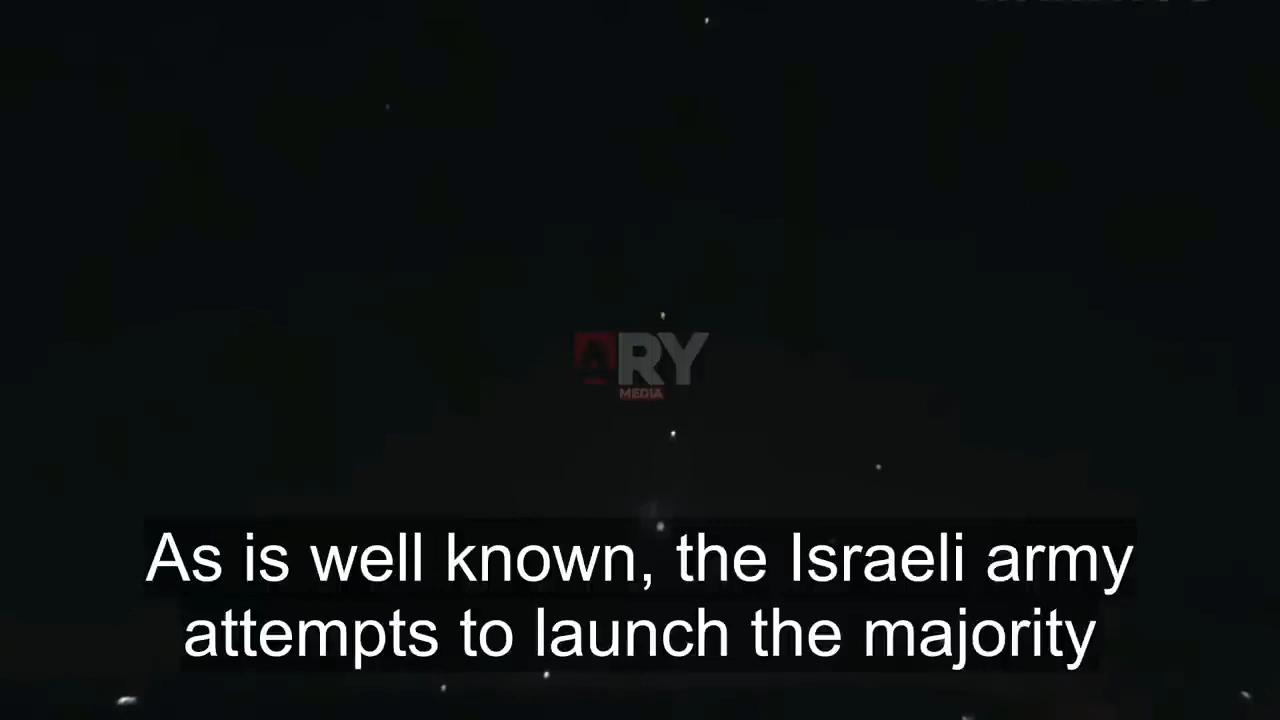 ARY
MEDIA
As is well known, the Israeli army
attempts to launch the majority